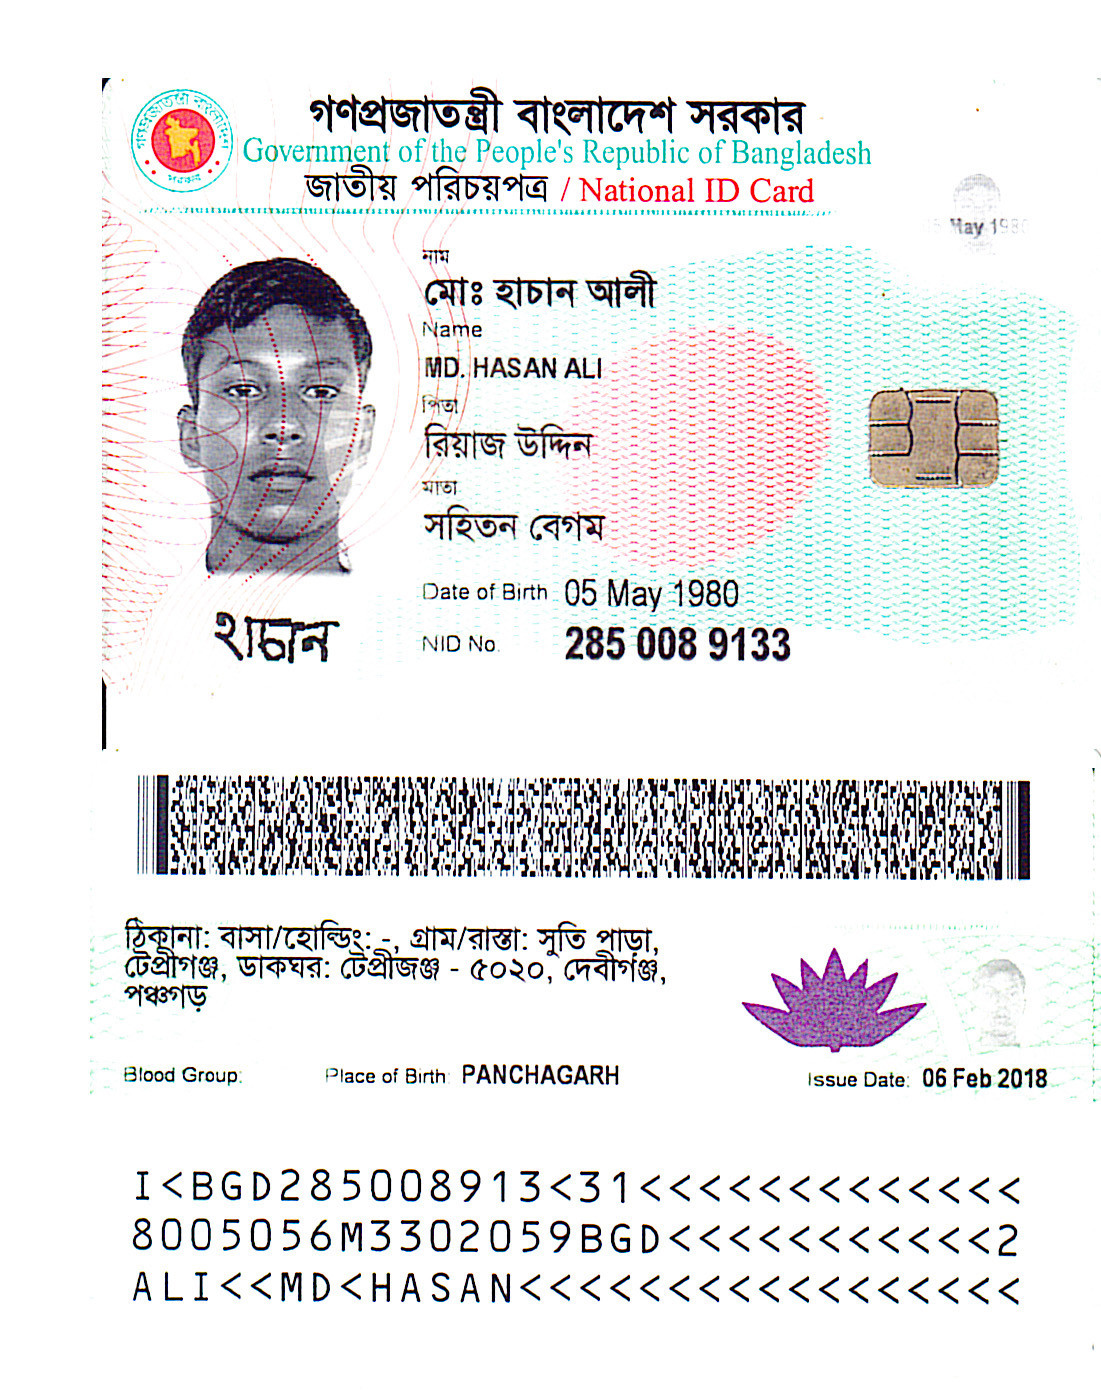 গণপ্রজাতন্ত্রী বাংলাদেশ সরকার
Government of the People's Republic of Bangladesh
জাতীয় পরিচয়পত্র / National ID Card
May 1980
নাম
মোঃ হাচান আলী
Name
MD. HASAN ALI
পিতা
রিয়াজ উদ্দিন
মাতা
সহিতন বেগম
Date of Birth 05 May 1980
NID No. 285 008 9133
হাচান
ঠিকানা: বাসা/হোল্ডিং: -, গ্রাম/রাস্তা: সুতি পাড়া,
টেপ্রীগঞ্জ, ডাকঘর: টেপ্রীজঞ্জ - ৫০২০, দেবীগঞ্জ,
পঞ্চগড়
Blood Group: Place of Birth: PANCHAGARH Issue Date: 06 Feb 2018
I<BGD285008913<31<<<<<<<<<<<<<
8005056M3302059BGD<<<<<<<<<<<2
ALI<<MD<HASAN<<<<<<<<<<<<<<<<<